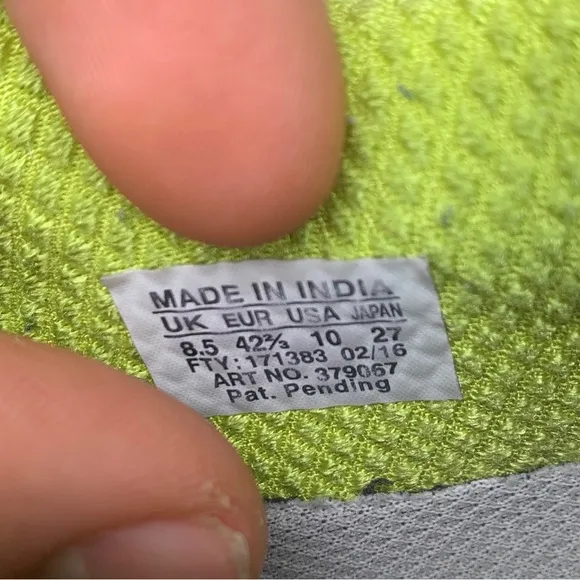 MADE IN INDIA
UK EUR USA JAPAN
8.5 42⅔ 10 27
FTY: 171383 02/16
ART NO. 379067
Pat. Pending